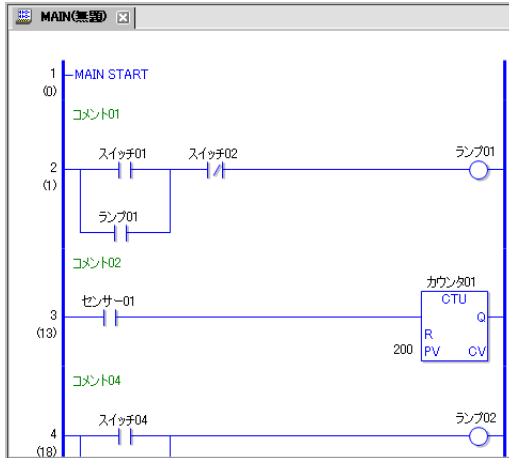 MAIN(無題)
1 MAIN START
(0)
コメント01
スイッチ01 スイッチ02 ランプ01
2
(1)
ランプ01
コメント02
カウンタ01
センサー01 CTU
3 Q
(13) R
200 PV CV
コメント04
スイッチ04 ランプ02
4
(18)